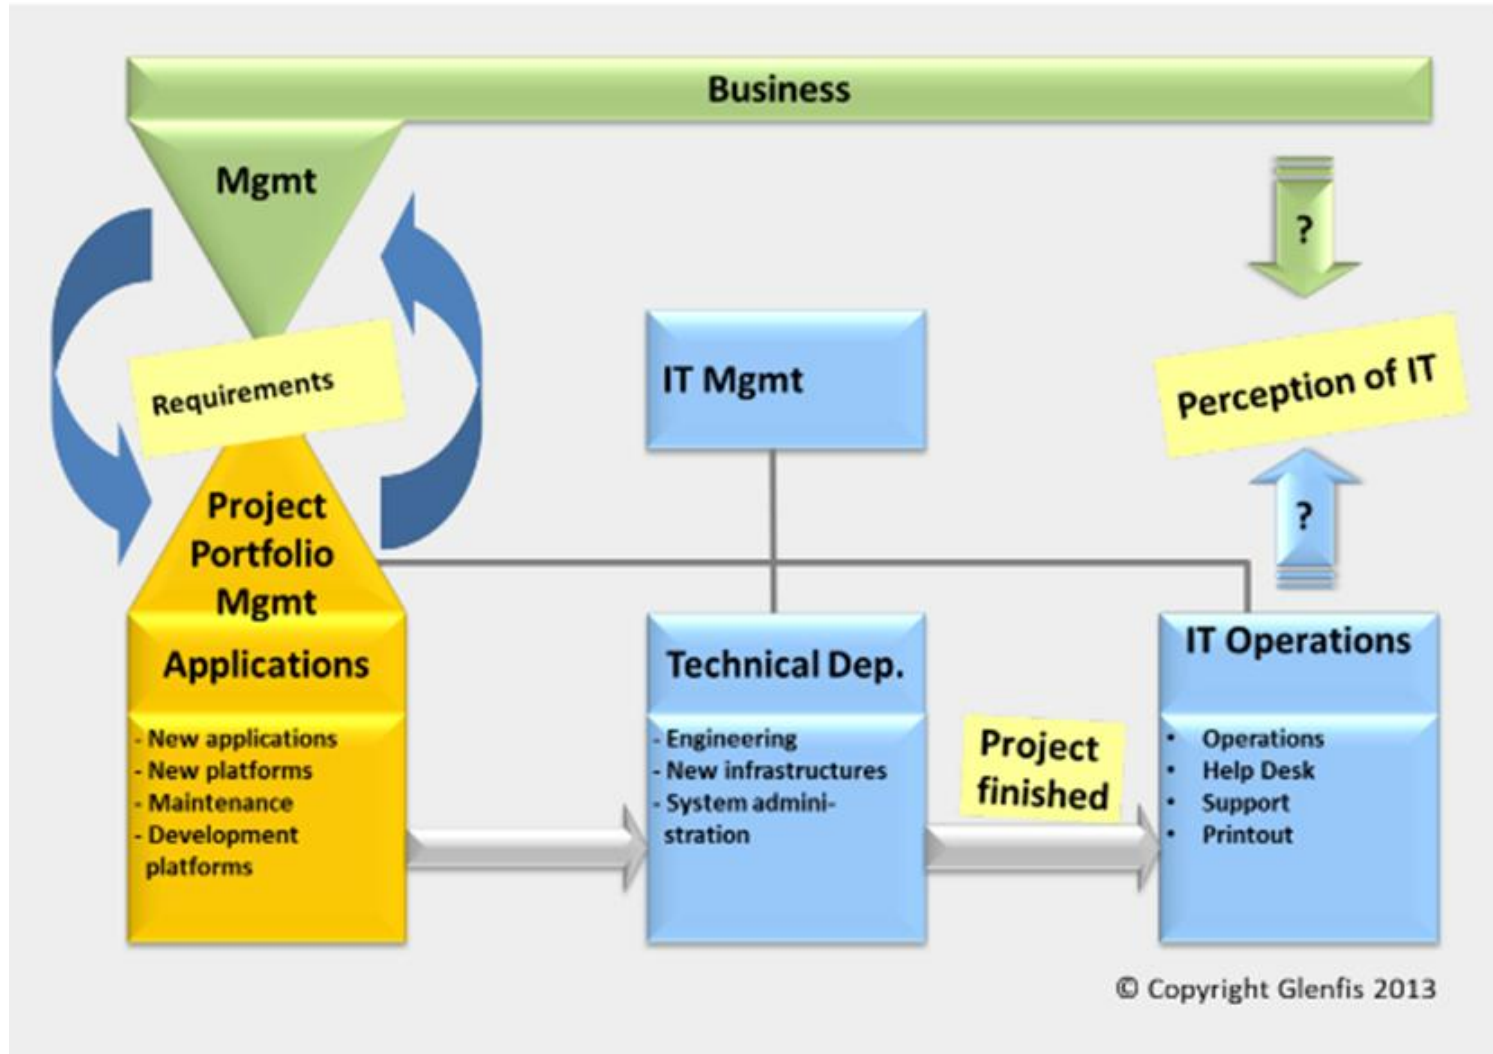 Business
Mgmt
?
Requirements
IT Mgmt
Perception of IT
Project
Portfolio
Mgmt
?
Applications
- New applications
- New platforms
- Maintenance
- Development
platforms
Technical Dep.
- Engineering
- New infrastructures
- System admini-
stration
Project
finished
IT Operations
• Operations
• Help Desk
• Support
• Printout
© Copyright Glenfis 2013